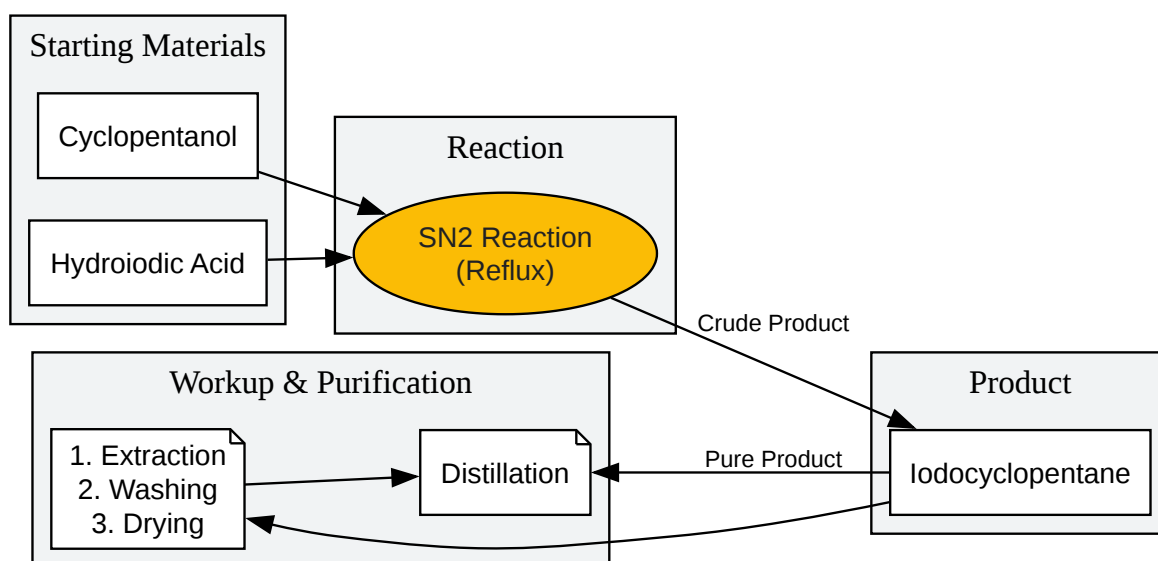 Starting Materials
Cyclopentanol
Hydroiodic Acid
Reaction
SN2 Reaction
(Reflux)
Crude Product
Workup & Purification
1. Extraction
2. Washing
3. Drying
Distillation
Pure Product
Product
Iodocyclopentane